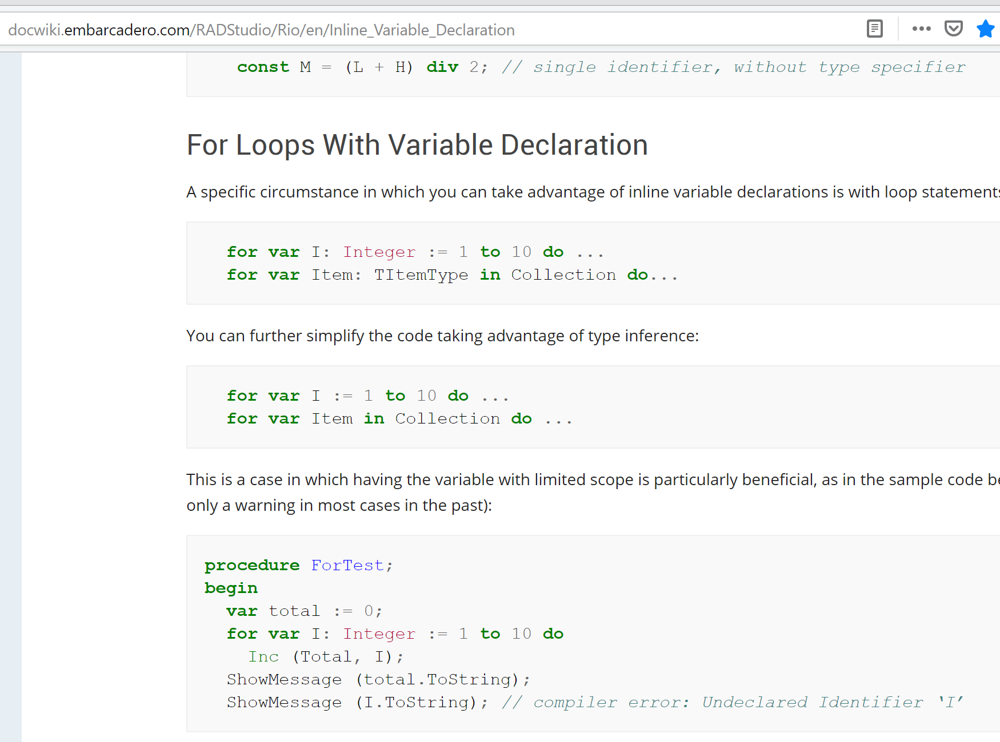 docwiki.embarcadero.com/RADStudio/Rio/en/Inline_Variable_Declaration
const M = (L + H) div 2; // single identifier, without type specifier
For Loops With Variable Declaration
A specific circumstance in which you can take advantage of inline variable declarations is with loop statements
for var I: Integer := 1 to 10 do ...
for var Item: TItemType in Collection do...
You can further simplify the code taking advantage of type inference:
for var I := 1 to 10 do ...
for var Item in Collection do ...
This is a case in which having the variable with limited scope is particularly beneficial, as in the sample code be
only a warning in most cases in the past):
procedure ForTest;
begin
var total := 0;
for var I: Integer := 1 to 10 do
Inc (Total, I);
ShowMessage (total.ToString);
ShowMessage (I.ToString); // compiler error: Undeclared Identifier ‘I’